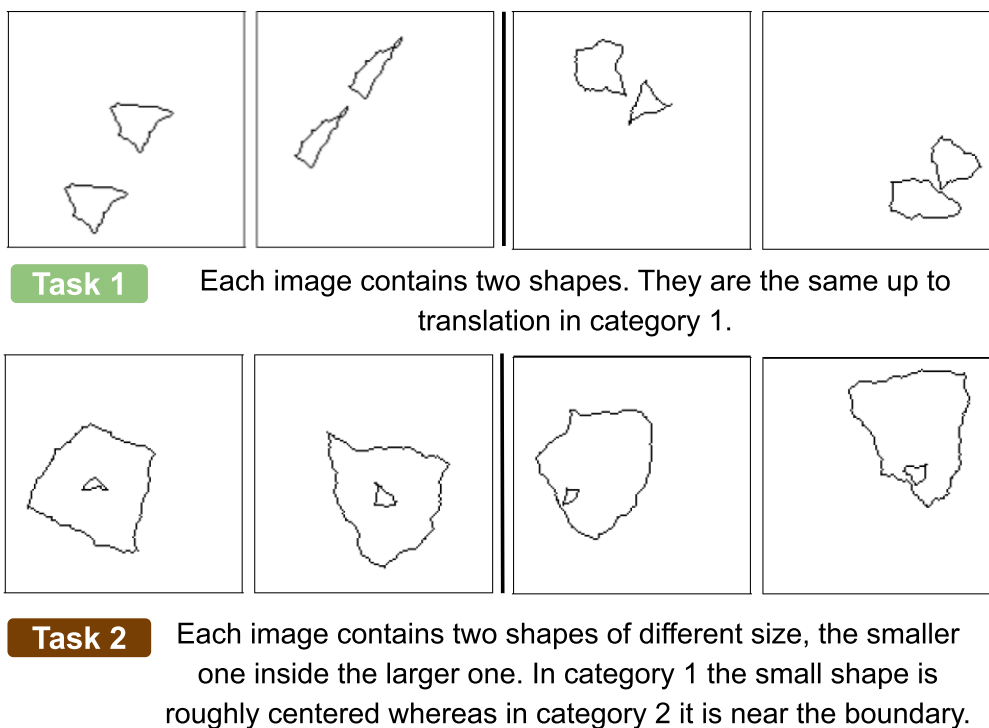 Task 1
Each image contains two shapes. They are the same up to
translation in category 1.
Task 2
Each image contains two shapes of different size, the smaller
one inside the larger one. In category 1 the small shape is
roughly centered whereas in category 2 it is near the boundary.